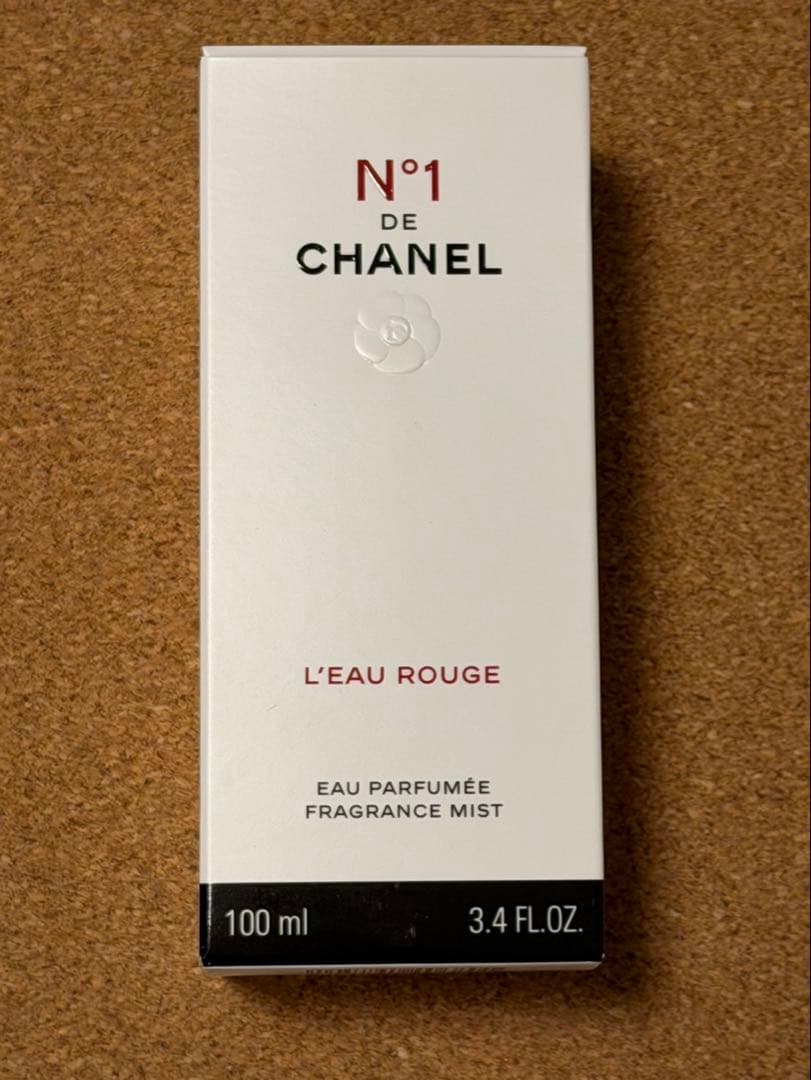 N°1
DE
CHANEL
L'EAU ROUGE
EAU PARFUMÉE
FRAGRANCE MIST
100 ml 3.4 FL.OZ.